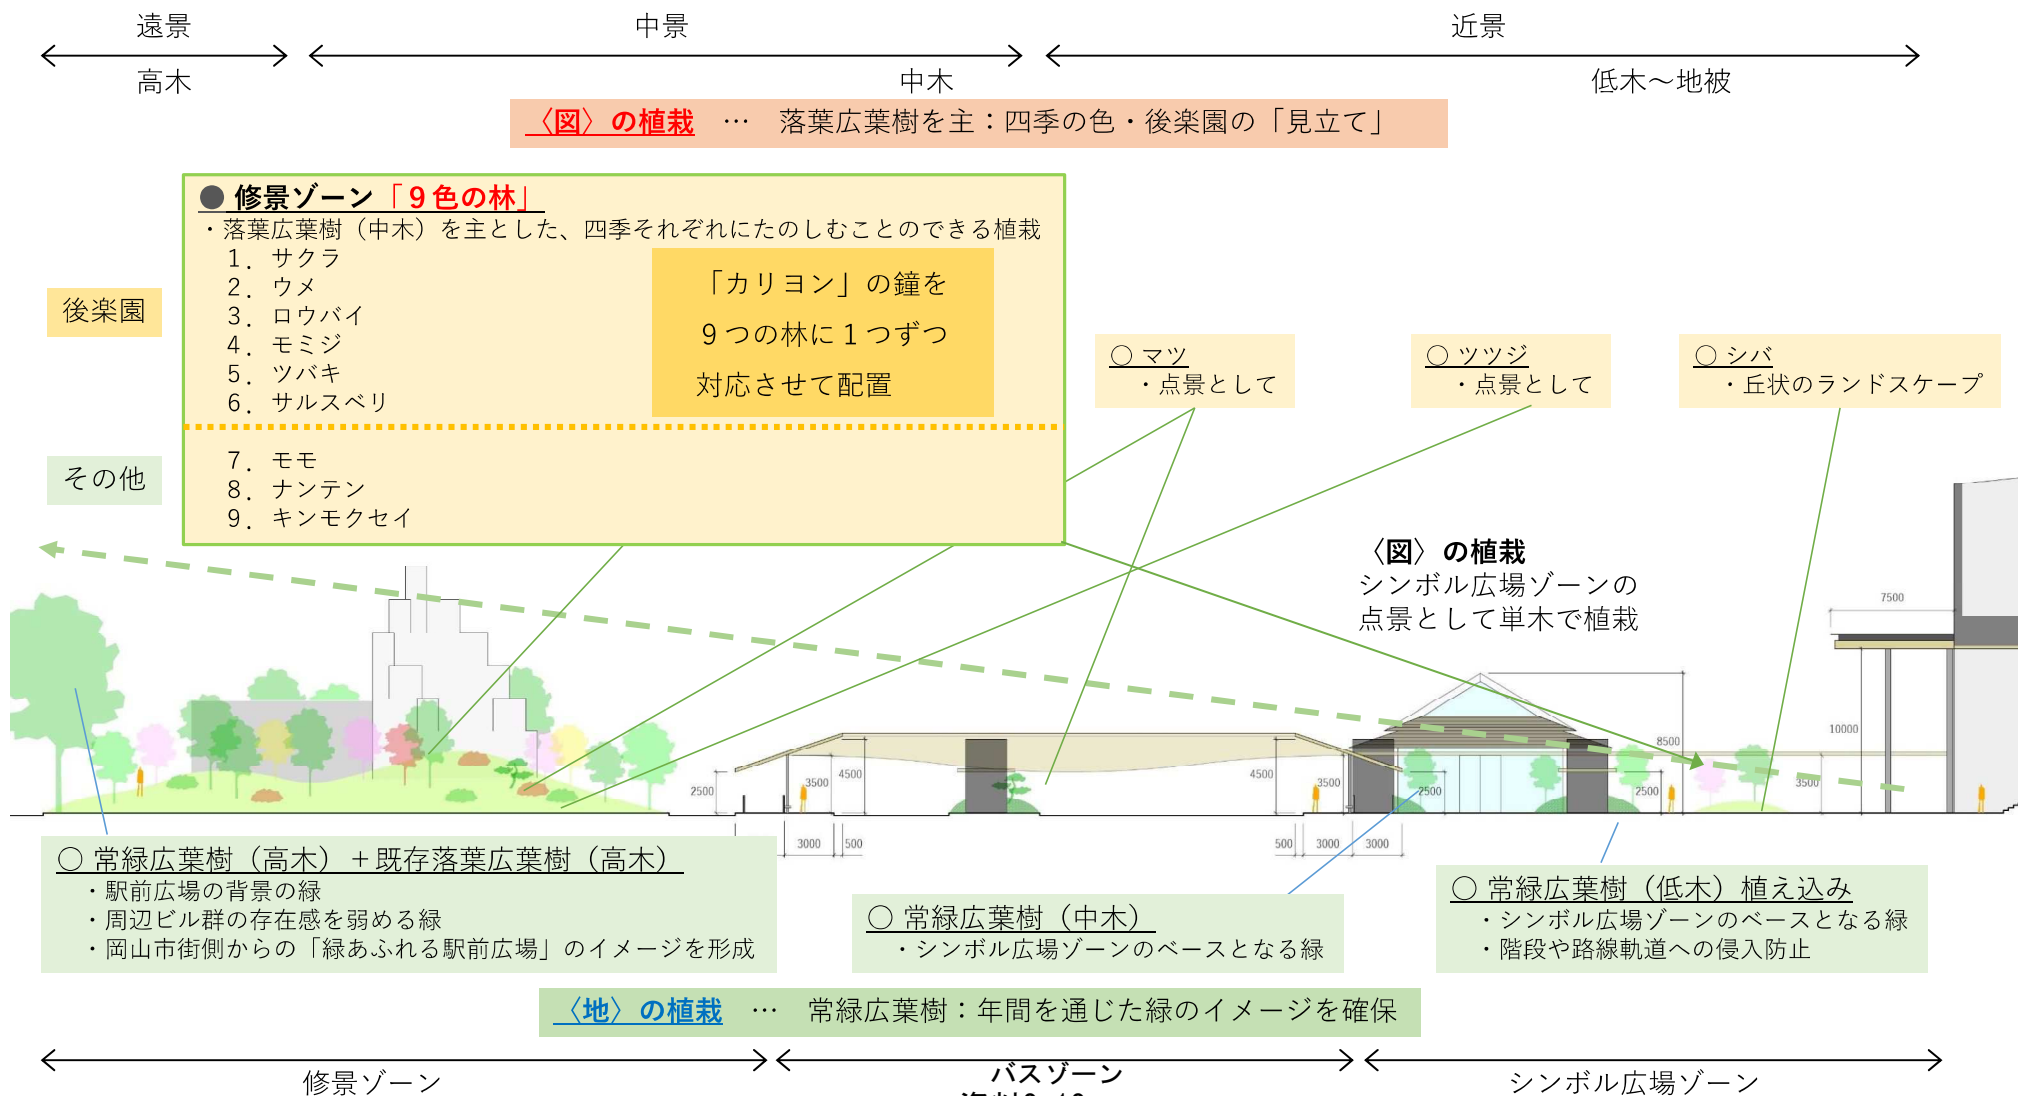 遠景
中景
近景
高木
中木
低木～地被
〈図〉の植栽　…　落葉広葉樹を主：四季の色・後楽園の「見立て」
● 修景ゾーン「９色の林」
・落葉広葉樹（中木）を主とした、四季それぞれにたのしむことのできる植栽
１．サクラ
２．ウメ
３．ロウバイ
４．モミジ
５．ツバキ
６．サルスベリ
「カリヨン」の鐘を
９つの林に１つずつ
対応させて配置
後楽園
７．モモ
８．ナンテン
９．キンモクセイ
その他
○ マツ
・点景として
○ ツツジ
・点景として
○ シバ
・丘状のランドスケープ
〈図〉の植栽
シンボル広場ゾーンの
点景として単木で植栽
7500
10000
8500
2500
3500
4500
4500
3500
2500
2500
3500
3000
500
500
3000
3000
○ 常緑広葉樹（高木）＋既存落葉広葉樹（高木）
・駅前広場の背景の緑
・周辺ビル群の存在感を弱める緑
・岡山市街側からの「緑あふれる駅前広場」のイメージを形成
○ 常緑広葉樹（中木）
・シンボル広場ゾーンのベースとなる緑
○ 常緑広葉樹（低木）植え込み
・シンボル広場ゾーンのベースとなる緑
・階段や路線軌道への侵入防止
〈地〉の植栽　…　常緑広葉樹：年間を通じた緑のイメージを確保
修景ゾーン
バスゾーン
シンボル広場ゾーン